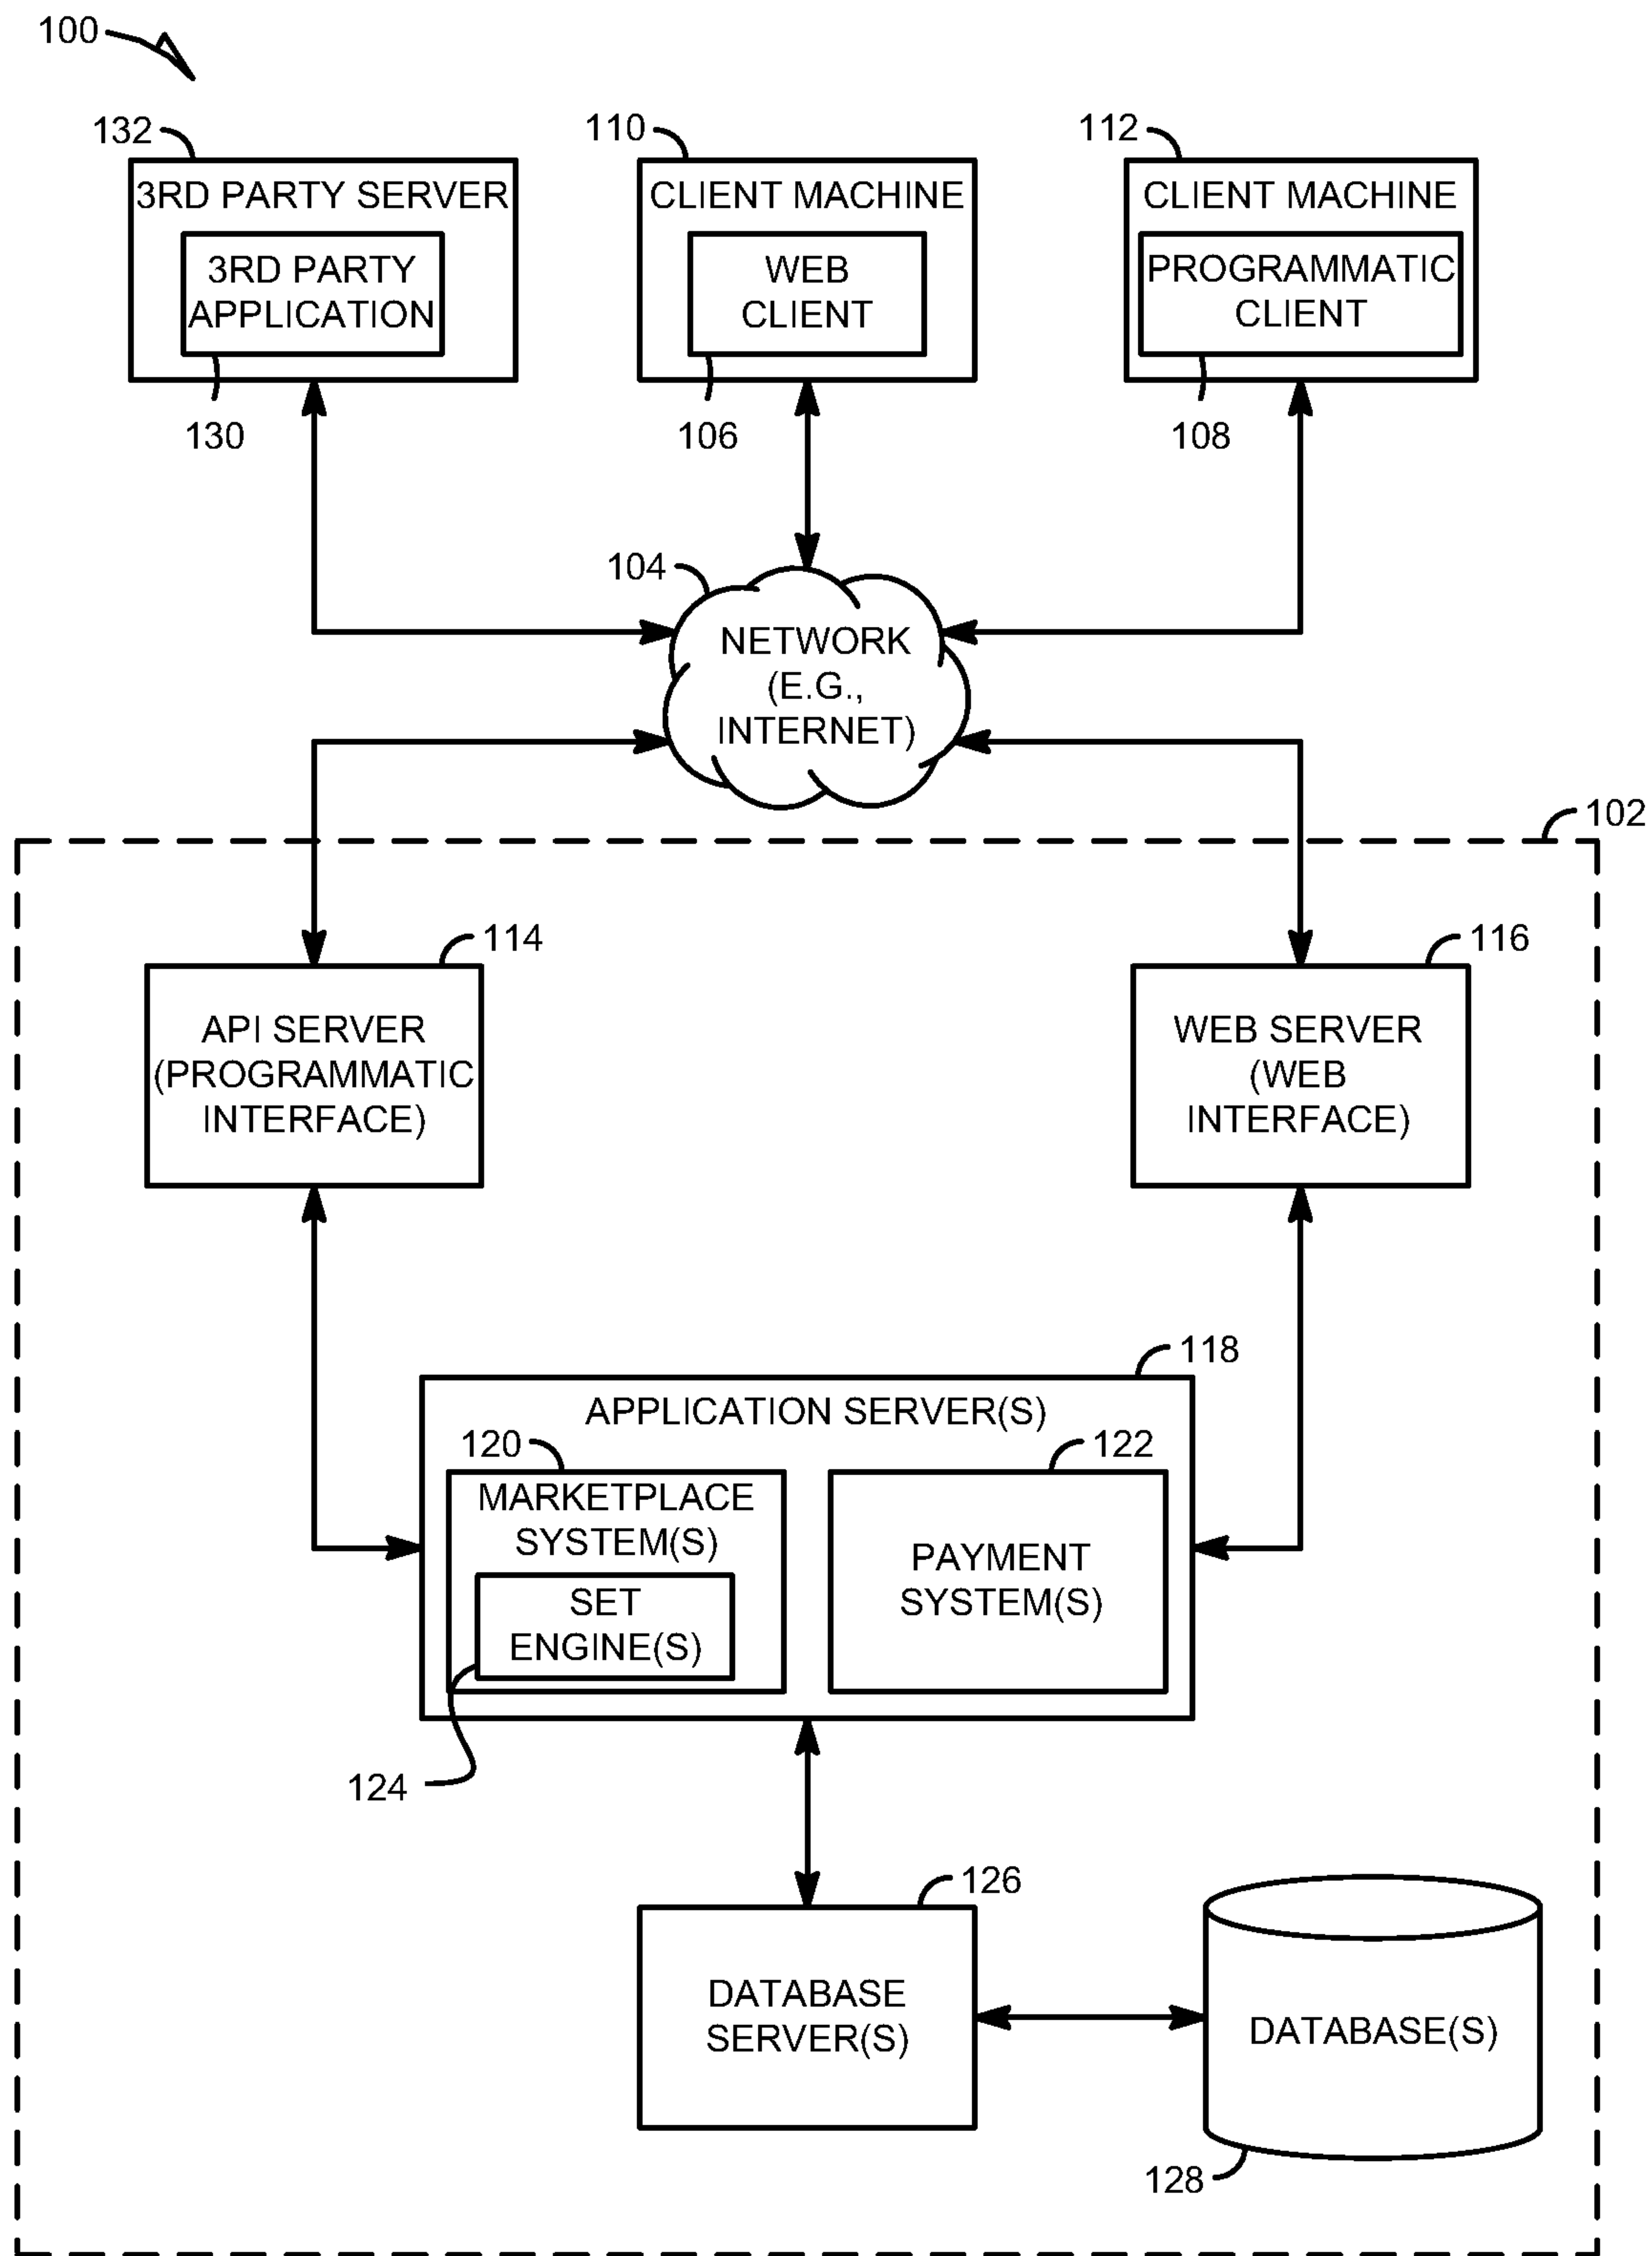 100
132
110
112
3RD PARTY SERVER
CLIENT MACHINE
CLIENT MACHINE
3RD PARTY
APPLICATION
WEB
CLIENT
PROGRAMMATIC
CLIENT
130
106
108
104
NETWORK
(E.G.,
INTERNET)
102
114
116
API SERVER
(PROGRAMMATIC
INTERFACE)
WEB SERVER
(WEB
INTERFACE)
118
APPLICATION SERVER(S)
120
122
MARKETPLACE
SYSTEM(S)
SET
ENGINE(S)
PAYMENT
SYSTEM(S)
124
126
DATABASE
SERVER(S)
DATABASE(S)
128